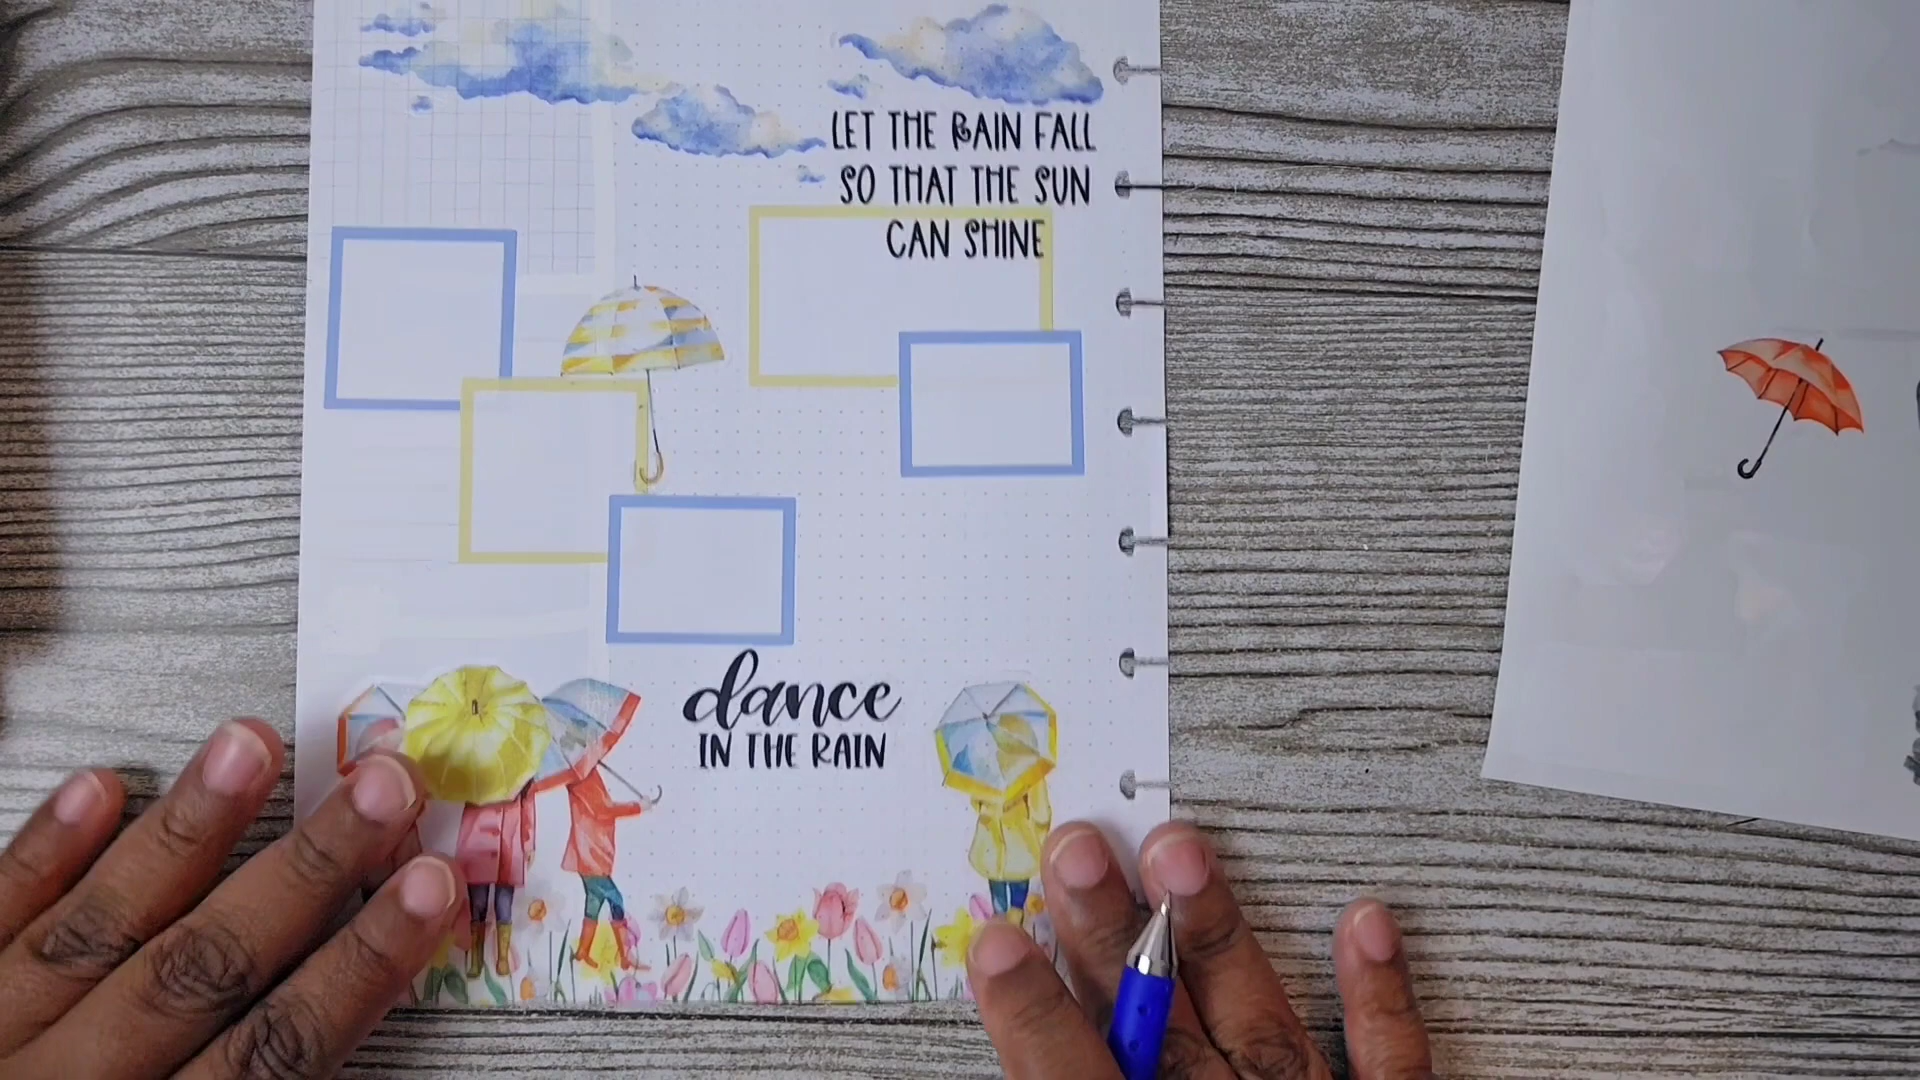 LET THE RAIN FALL
SO THAT THE SUN
CAN SHINE
dance
IN THE RAIN